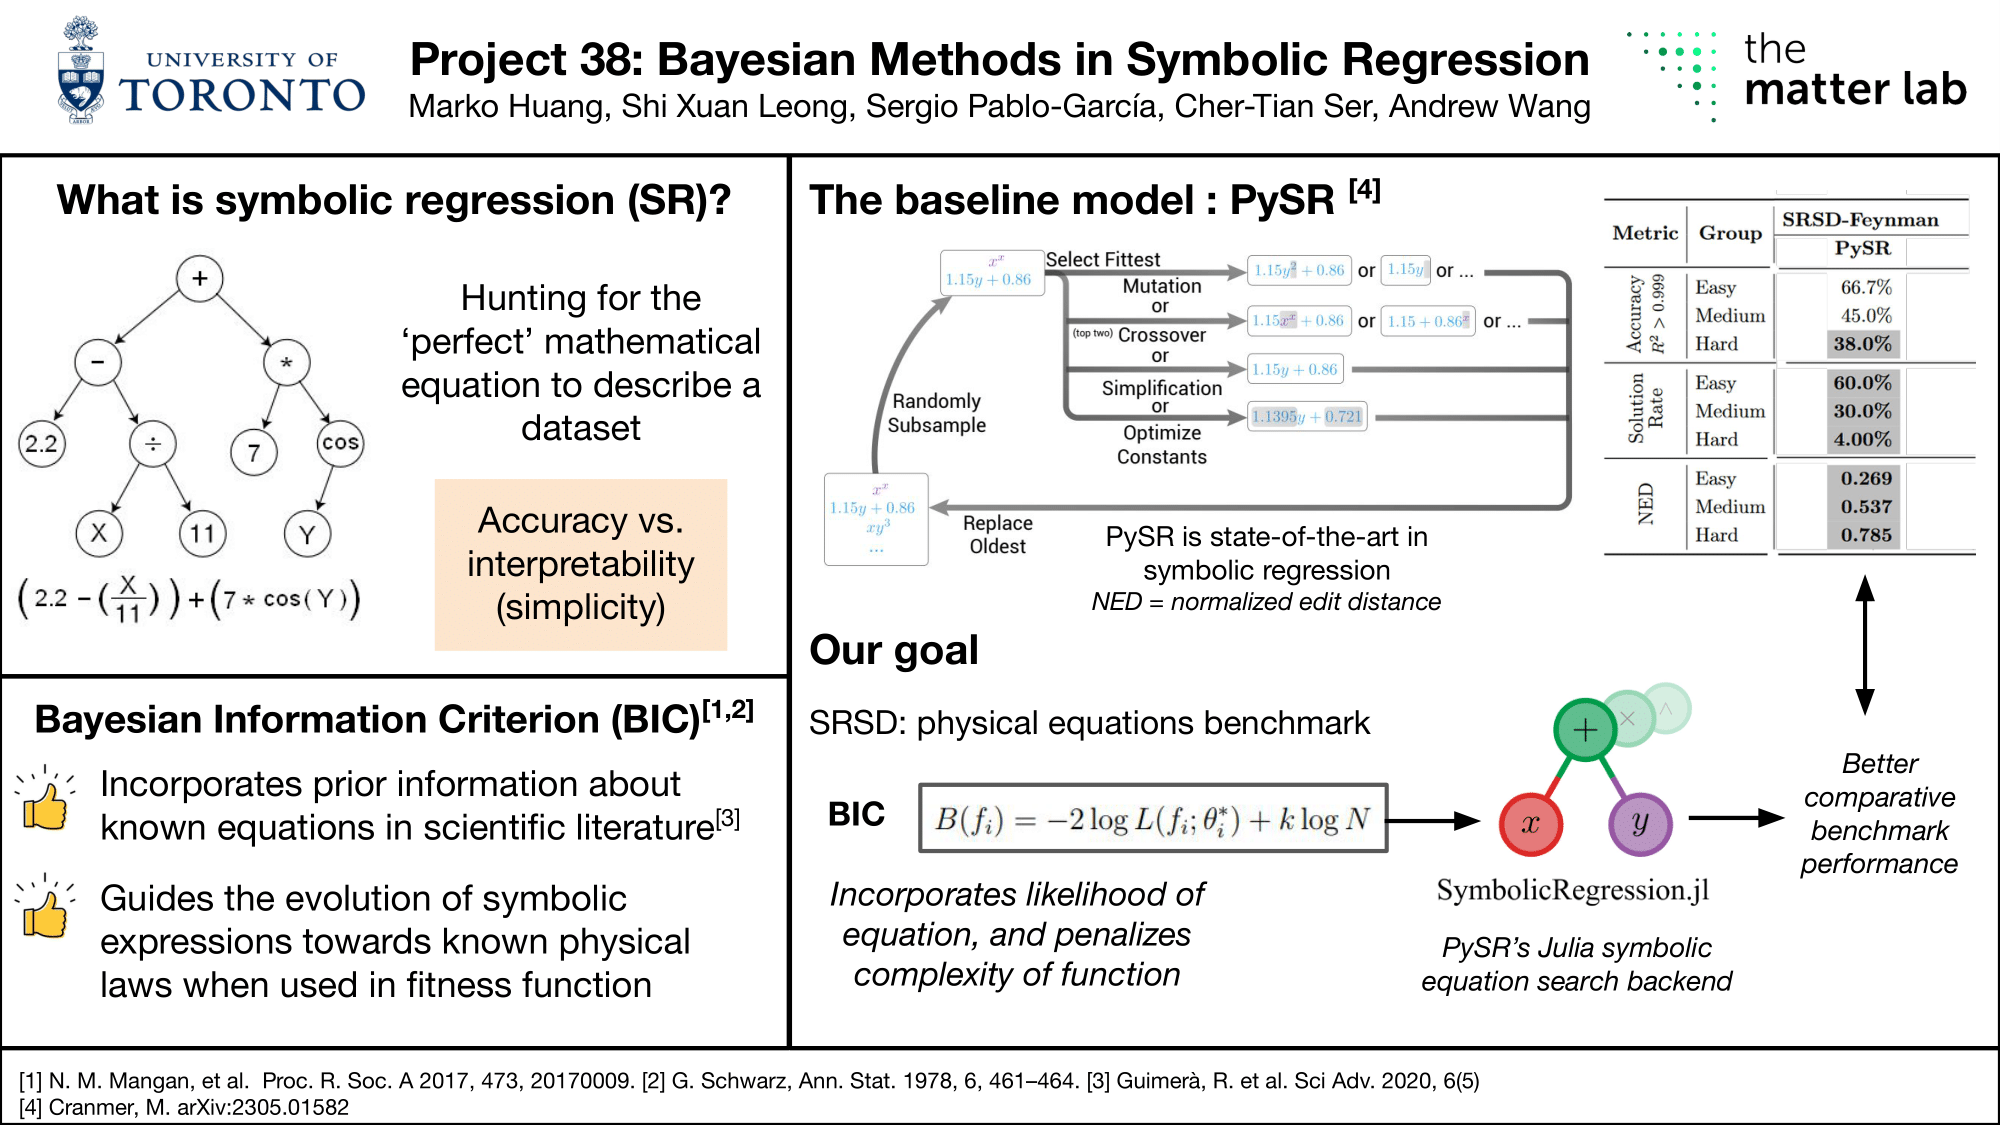 UNIVERSITY OF
TORONTO
Project 38: Bayesian Methods in Symbolic Regression
Marko Huang, Shi Xuan Leong, Sergio Pablo-García, Cher-Tian Ser, Andrew Wang
the
matter lab
What is symbolic regression (SR)?
+
−
*
2.2
÷
7
cos
X
11
Y
(2.2 − (X/11)) + (7 * cos(Y))
Hunting for the
‘perfect’ mathematical
equation to describe a
dataset
Accuracy vs.
interpretability
(simplicity)
Bayesian Information Criterion (BIC)[1,2]
Incorporates prior information about
known equations in scientific literature[3]
Guides the evolution of symbolic
expressions towards known physical
laws when used in fitness function
The baseline model : PySR [4]
x^x
1.15y + 0.86
Select Fittest
Mutation
or
(top two) Crossover
or
Simplification
or
Optimize
Constants
1.15y² + 0.86 or 1.15y or ...
1.15x^x + 0.86 or 1.15 + 0.86^x or ...
1.15y + 0.86
1.1395y + 0.721
Randomly
Subsample
x^x
1.15y + 0.86
xy³
...
Replace
Oldest
PySR is state-of-the-art in
symbolic regression
NED = normalized edit distance
Metric Group SRSD-Feynman
PySR
Accuracy
R² > 0.999
Easy 66.7%
Medium 45.0%
Hard 38.0%
Solution
Rate
Easy 60.0%
Medium 30.0%
Hard 4.00%
NED
Easy 0.269
Medium 0.537
Hard 0.785
Our goal
SRSD: physical equations benchmark
BIC
B(f_i) = −2 log L(f_i; θ_i^*) + k log N
Incorporates likelihood of
equation, and penalizes
complexity of function
+
×
^
x
y
SymbolicRegression.jl
PySR’s Julia symbolic
equation search backend
Better
comparative
benchmark
performance
[1] N. M. Mangan, et al. Proc. R. Soc. A 2017, 473, 20170009. [2] G. Schwarz, Ann. Stat. 1978, 6, 461–464. [3] Guimerà, R. et al. Sci Adv. 2020, 6(5)
[4] Cranmer, M. arXiv:2305.01582